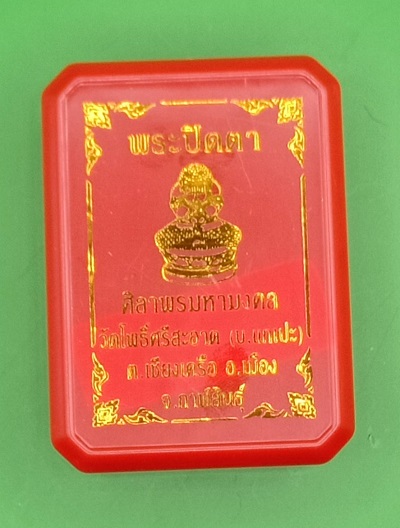 พระปิดตา
ศิลาพรมหามงคล
วัดโพธิ์ศรีสะอาด (บ.แกเปะ)
ต.เชียงเครือ อ.เมือง
จ.กาฬสินธุ์